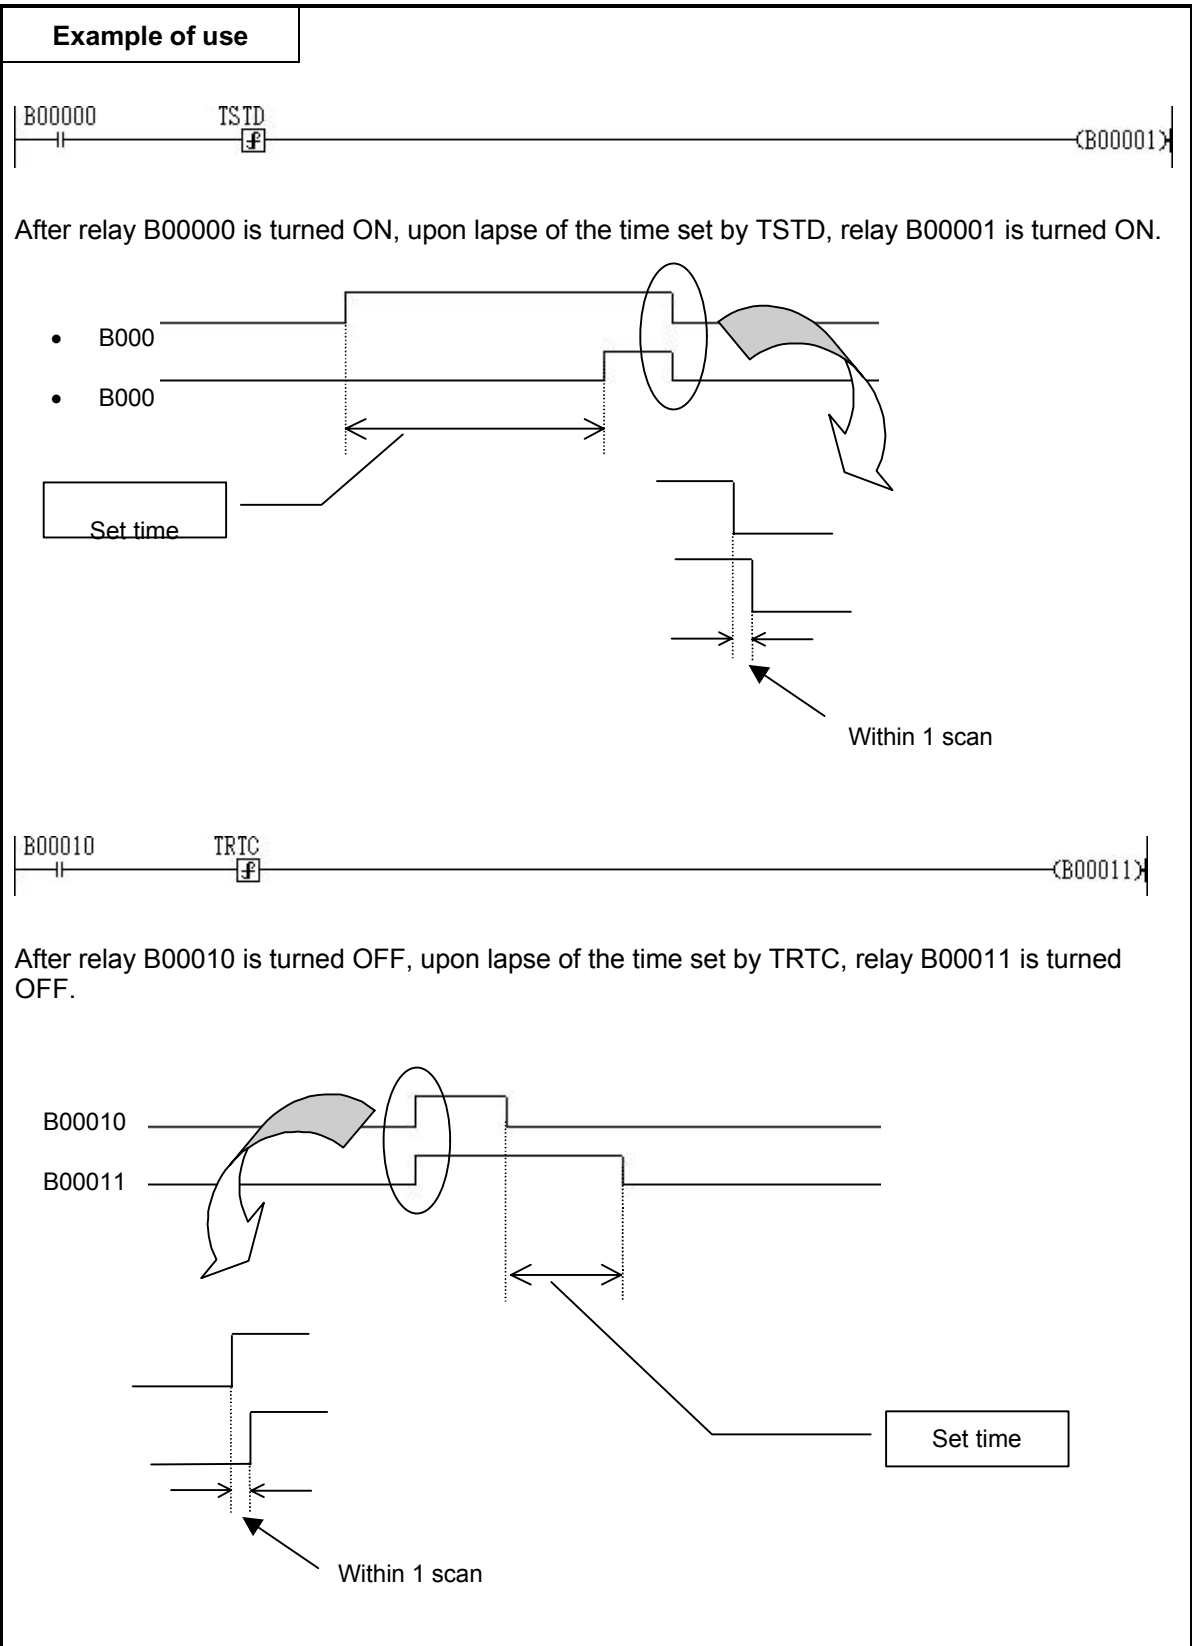 Example of use
B00000 TSTD
(B00001)
After relay B00000 is turned ON, upon lapse of the time set by TSTD, relay B00001 is turned ON.
• B000
• B000
Set time
Within 1 scan
B00010 TRTC
(B00011)
After relay B00010 is turned OFF, upon lapse of the time set by TRTC, relay B00011 is turned
OFF.
B00010
B00011
Set time
Within 1 scan